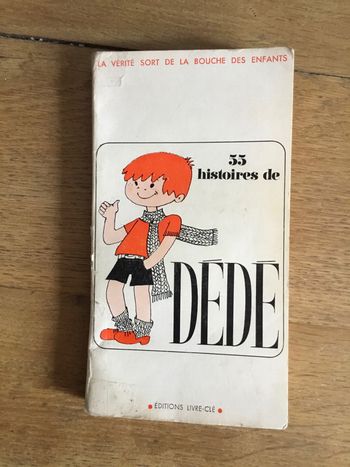 LA VÉRITÉ SORT DE LA BOUCHE DES ENFANTS
55
histoires de
DÉDÉ
• ÉDITIONS LIVRE-CLÉ •